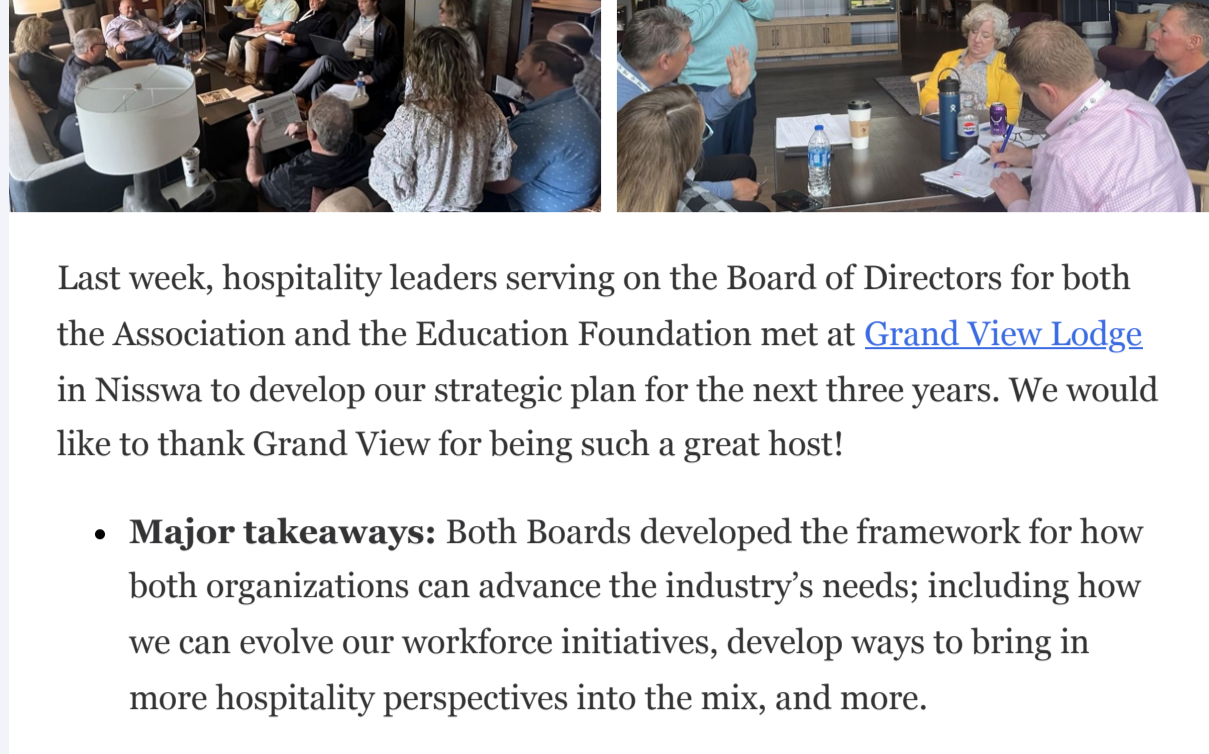 Last week, hospitality leaders serving on the Board of Directors for both
the Association and the Education Foundation met at Grand View Lodge
in Nisswa to develop our strategic plan for the next three years. We would
like to thank Grand View for being such a great host!
• Major takeaways: Both Boards developed the framework for how
both organizations can advance the industry’s needs; including how
we can evolve our workforce initiatives, develop ways to bring in
more hospitality perspectives into the mix, and more.